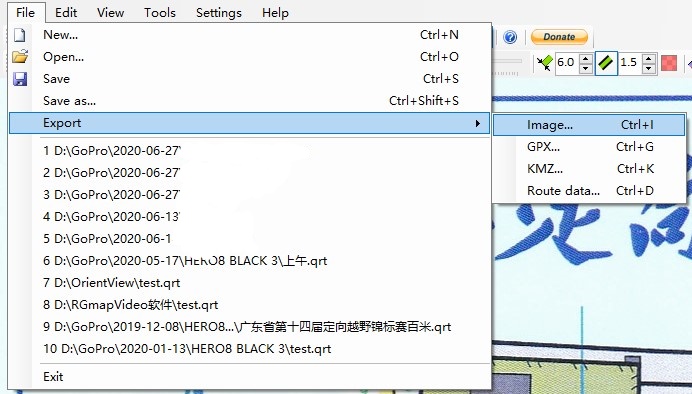 File Edit View Tools Settings Help
New... Ctrl+N
Open... Ctrl+O
Save Ctrl+S
Save as... Ctrl+Shift+S
Export
1 D:\GoPro\2020-06-27
2 D:\GoPro\2020-06-27
3 D:\GoPro\2020-06-27
4 D:\GoPro\2020-06-13
5 D:\GoPro\2020-06-1
6 D:\GoPro\2020-05-17\HERO8 BLACK 3\上午.qrt
7 D:\OrientView\test.qrt
8 D:\RGmapVideo软件\test.qrt
9 D:\GoPro\2019-12-08\HERO8...\广东省第十四届定向越野锦标赛百米.qrt
10 D:\GoPro\2020-01-13\HERO8 BLACK 3\test.qrt
Exit
Donate
6.0 1.5
Image... Ctrl+I
GPX... Ctrl+G
KMZ... Ctrl+K
Route data... Ctrl+D